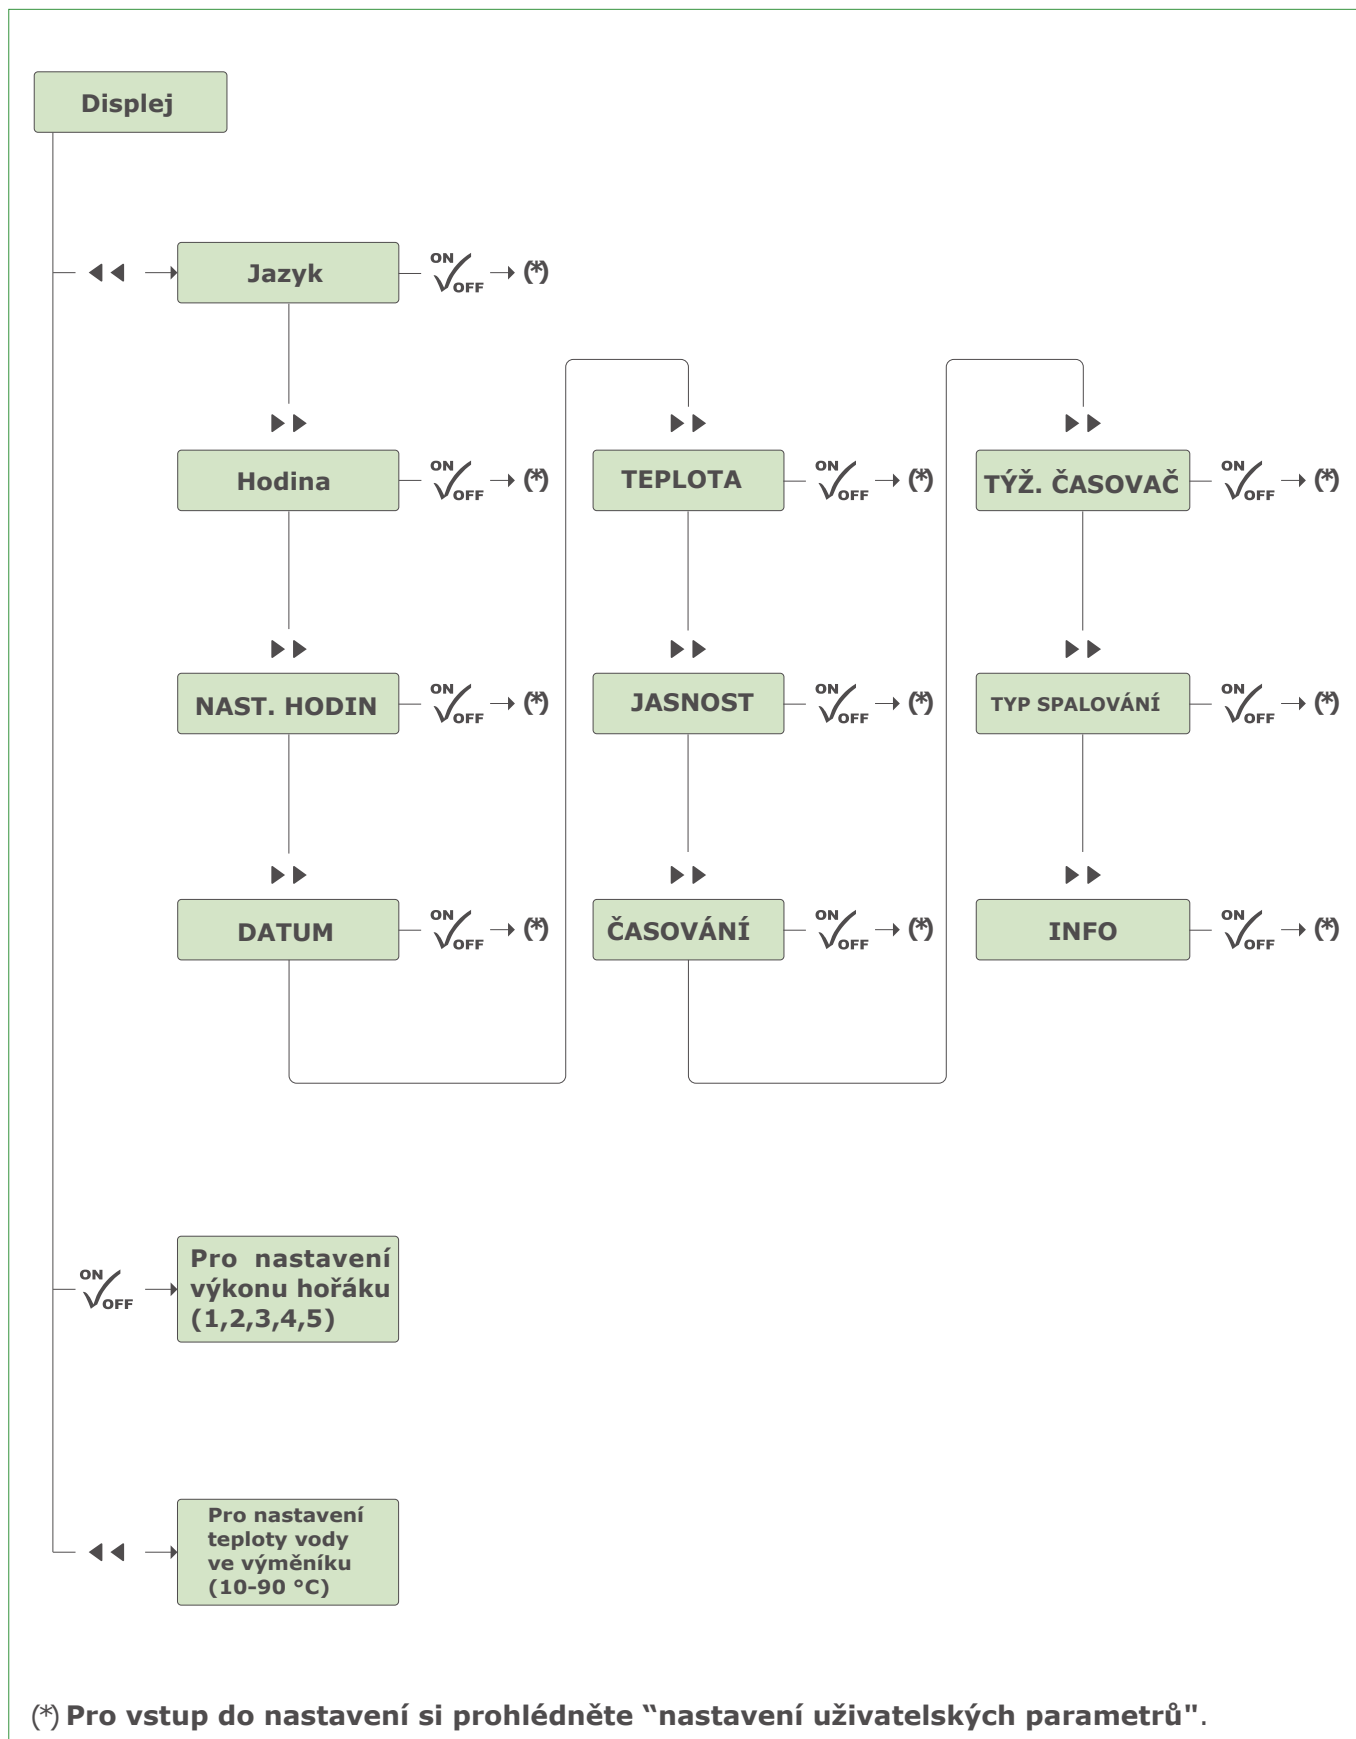 Displej
Jazyk
ON
OFF
(*)
Hodina
ON
OFF
(*)
TEPLOTA
ON
OFF
(*)
TÝŽ. ČASOVAČ
ON
OFF
(*)
NAST. HODIN
ON
OFF
(*)
JASNOST
ON
OFF
(*)
TYP SPALOVÁNÍ
ON
OFF
(*)
DATUM
ON
OFF
(*)
ČASOVÁNÍ
ON
OFF
(*)
INFO
ON
OFF
(*)
ON
OFF
Pro nastavení
výkonu hořáku
(1,2,3,4,5)
Pro nastavení
teploty vody
ve výměníku
(10-90 °C)
(*) Pro vstup do nastavení si prohlédněte “nastavení uživatelských parametrů".